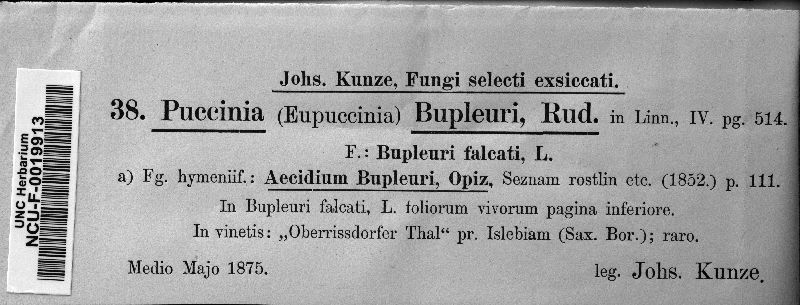 Johs. Kunze, Fungi selecti exsiccati.
38. Puccinia (Eupuccinia) Bupleuri, Rud. in Linn., IV. pg. 514.
F.: Bupleuri falcati, L.
a) Fg. hymeniif.: Aecidium Bupleuri, Opiz, Seznam rostlin etc. (1852.) p. 111.
In Bupleuri falcati, L. foliorum vivorum pagina inferiore.
In vinetis: „Oberrissdorfer Thal“ pr. Islebiam (Sax. Bor.); raro.
Medio Majo 1875. leg. Johs. Kunze.
UNC Herbarium
NCU-F-0019913